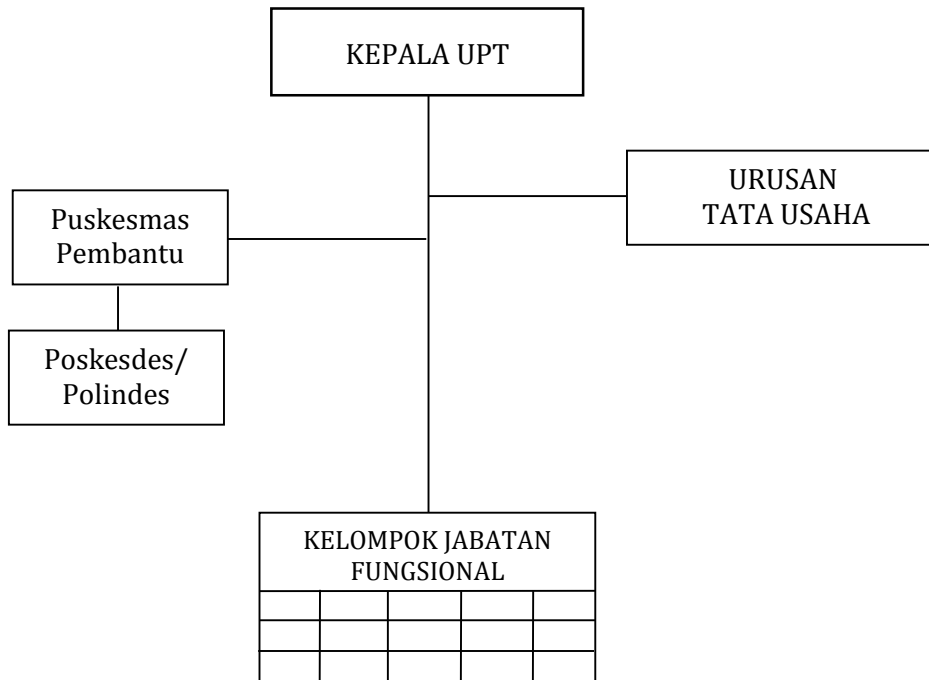 KEPALA UPT
URUSAN
TATA USAHA
Puskesmas
Pembantu
Poskesdes/
Polindes
KELOMPOK JABATAN
FUNGSIONAL